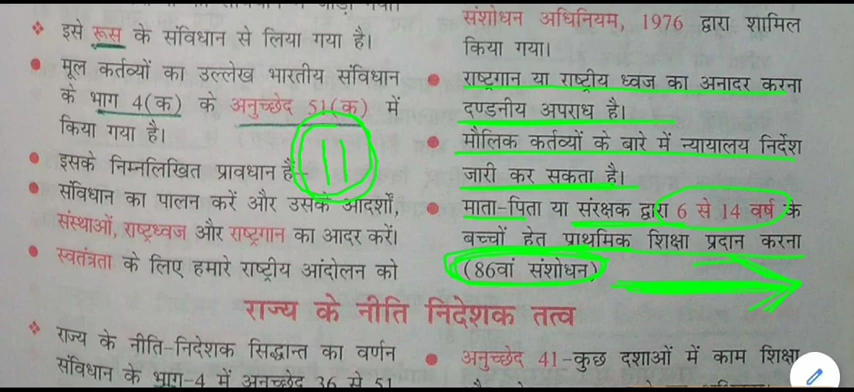 इसे रूस के संविधान से लिया गया है।
मूल कर्तव्यों का उल्लेख भारतीय संविधान
के भाग 4(क) के अनुच्छेद 51(क) में
किया गया है।
इसके निम्नलिखित प्रावधान हैं–
11
संविधान का पालन करें और उसके आदर्शों,
संस्थाओं, राष्ट्रध्वज और राष्ट्रगान का आदर करें।
स्वतंत्रता के लिए हमारे राष्ट्रीय आंदोलन को
संशोधन अधिनियम, 1976 द्वारा शामिल
किया गया।
राष्ट्रगान या राष्ट्रीय ध्वज का अनादर करना
दण्डनीय अपराध है।
मौलिक कर्तव्यों के बारे में न्यायालय निर्देश
जारी कर सकता है।
माता-पिता या संरक्षक द्वारा 6 से 14 वर्ष के
बच्चों हेतु प्राथमिक शिक्षा प्रदान करना
(86वां संशोधन)
राज्य के नीति निदेशक तत्व
राज्य के नीति-निदेशक सिद्धान्त का वर्णन
संविधान के भाग-4 में अनुच्छेद 36 से 51
अनुच्छेद 41-कुछ दशाओं में काम शिक्षा